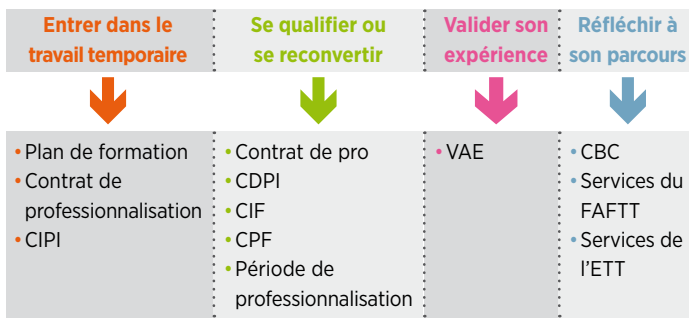 Entrer dans le
travail temporaire
Se qualifier ou
se reconvertir
Valider son
expérience
Réfléchir à
son parcours
• Plan de formation
• Contrat de
professionnalisation
• CIPI
• Contrat de pro
• CDPI
• CIF
• CPF
• Période de
professionnalisation
• VAE
• CBC
• Services du
FAFTT
• Services de
l’ETT